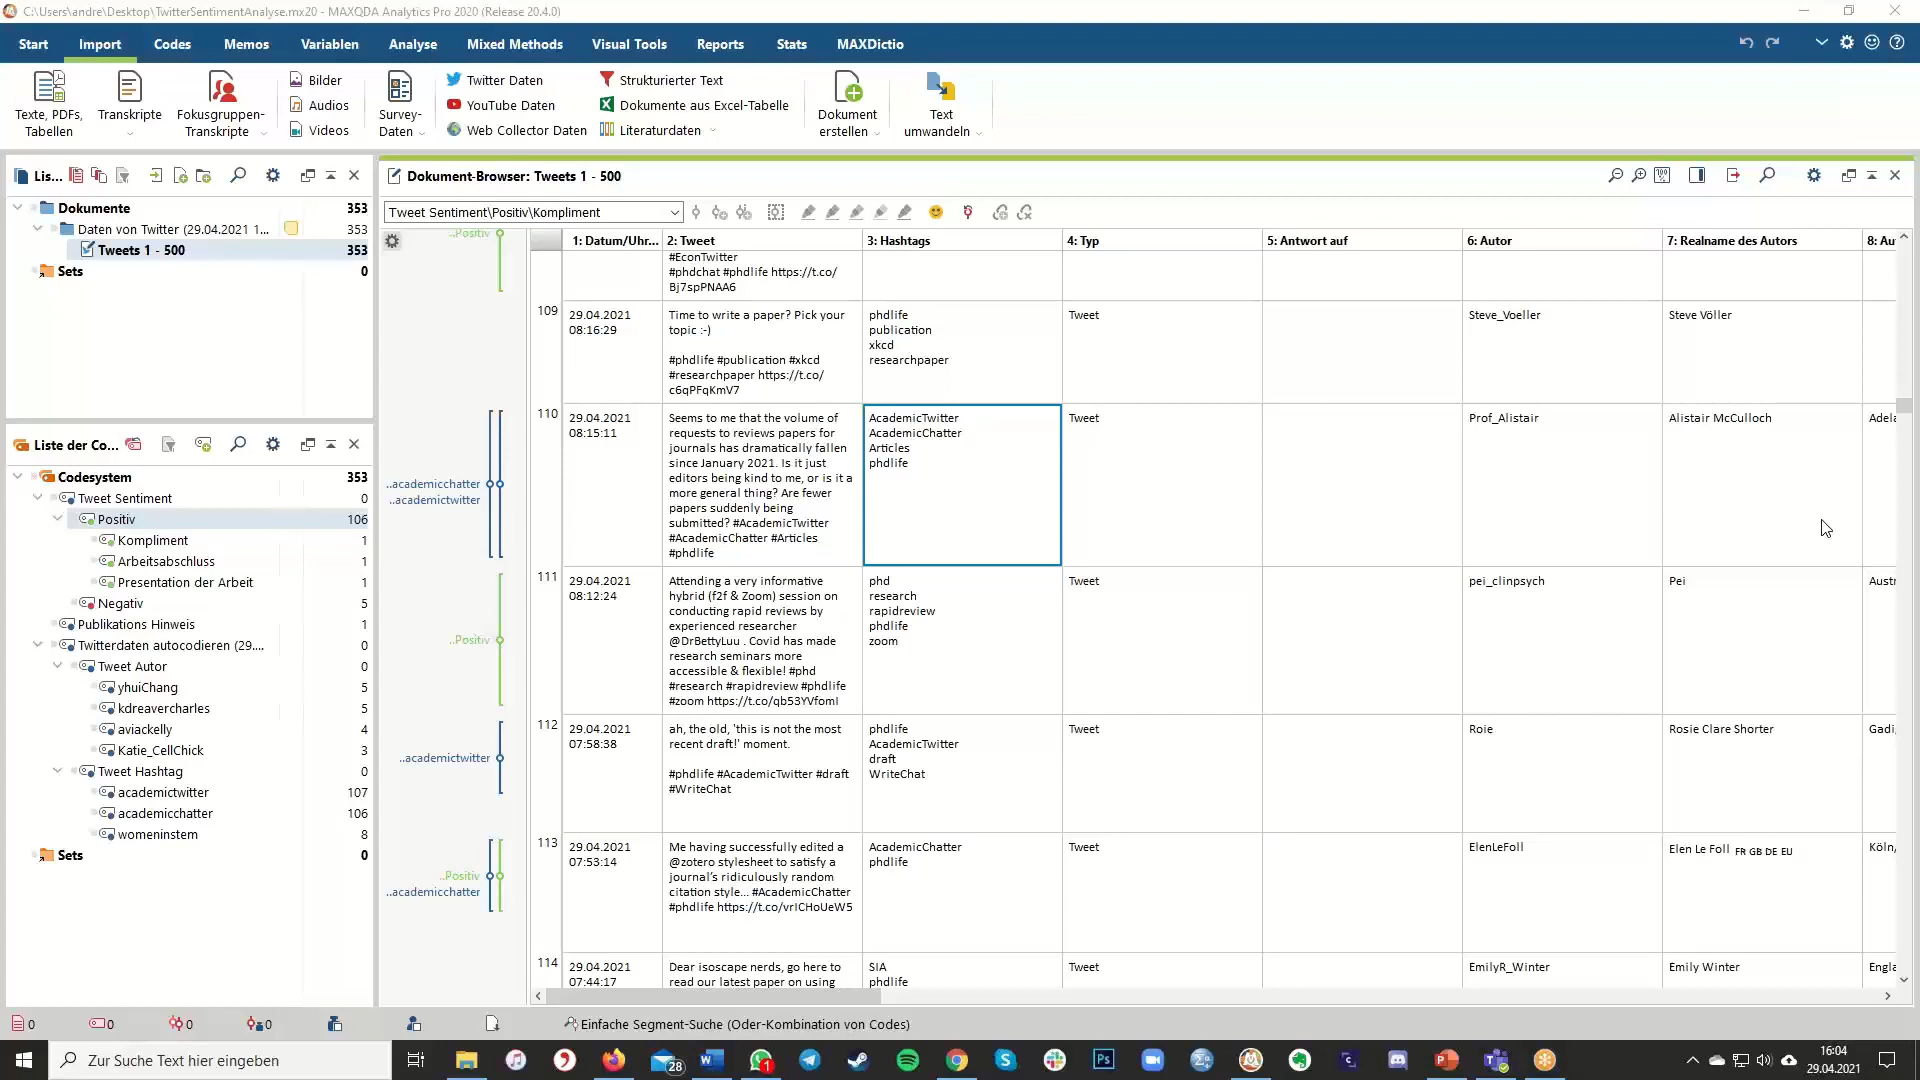 C:\Users\andre\Desktop\TwitterSentimentAnalyse.mx20 - MAXQDA Analytics Pro 2020 (Release 20.4.0)
Start Import Codes Memos Variablen Analyse Mixed Methods Visual Tools Reports Stats MAXDictio
Texte, PDFs, Tabellen
Transkripte
Fokusgruppen-Transkripte
Bilder
Audios
Videos
Survey-Daten
Twitter Daten
YouTube Daten
Web Collector Daten
Strukturierter Text
Dokumente aus Excel-Tabelle
Literaturdaten
Dokument erstellen
Text umwandeln
Lis...
Dokumente 353
Daten von Twitter (29.04.2021 1... 353
Tweets 1 - 500 353
Sets 0
Liste der Co...
Codesystem 353
Tweet Sentiment 0
Positiv 106
Kompliment 1
Arbeitsabschluss 1
Presentation der Arbeit 1
Negativ 5
Publikations Hinweis 1
Twitterdaten autocodieren (29.... 0
Tweet Autor 0
yhuiChang 5
kdreavercharles 5
aviackelly 4
Katie_CellChick 3
Tweet Hashtag 0
academictwitter 107
academicchatter 106
womeninstem 8
Sets 0
Dokument-Browser: Tweets 1 - 500
Tweet Sentiment\Positiv\Kompliment
1: Datum/Uhr... 2: Tweet 3: Hashtags 4: Typ 5: Antwort auf 6: Autor 7: Realname des Autors 8: Au
..Positiv
#EconTwitter
#phdchat #phdlife https://t.co/
Bj7spPNAA6
109
29.04.2021
08:16:29
Time to write a paper? Pick your
topic :-)
#phdlife #publication #xkcd
#researchpaper https://t.co/
c6qPFqKmV7
phdlife
publication
xkcd
researchpaper
Tweet
Steve_Voeller
Steve Völler
..academicchatter
..academictwitter
110
29.04.2021
08:15:11
Seems to me that the volume of
requests to reviews papers for
journals has dramatically fallen
since January 2021. Is it just
editors being kind to me, or is it a
more general thing? Are fewer
papers suddenly being
submitted? #AcademicTwitter
#AcademicChatter #Articles
#phdlife
AcademicTwitter
AcademicChatter
Articles
phdlife
Tweet
Prof_Alistair
Alistair McCulloch
Adela
..Positiv
111
29.04.2021
08:12:24
Attending a very informative
hybrid (f2f & Zoom) session on
conducting rapid reviews by
experienced researcher
@DrBettyLuu . Covid has made
research seminars more
accessible & flexible! #phd
#research #rapidreview #phdlife
#zoom https://t.co/qb53YVfomI
phd
research
rapidreview
phdlife
zoom
Tweet
pei_clinpsych
Pei
Austr
..academictwitter
112
29.04.2021
07:58:38
ah, the old, 'this is not the most
recent draft!' moment.
#phdlife #AcademicTwitter #draft
#WriteChat
phdlife
AcademicTwitter
draft
WriteChat
Tweet
Roie
Rosie Clare Shorter
Gadi,
..Positiv
..academicchatter
113
29.04.2021
07:53:14
Me having successfully edited a
@zotero stylesheet to satisfy a
journal's ridiculously random
citation style... #AcademicChatter
#phdlife https://t.co/vrICHoUeW5
AcademicChatter
phdlife
Tweet
ElenLeFoll
Elen Le Foll FR GB DE EU
Köln,
114
29.04.2021
07:44:17
Dear isoscape nerds, go here to
read our latest paper on using
SIA
phdlife
Tweet
EmilyR_Winter
Emily Winter
Engla
0 0 0 0
Einfache Segment-Suche (Oder-Kombination von Codes)
Zur Suche Text hier eingeben
28
1
16:04
29.04.2021